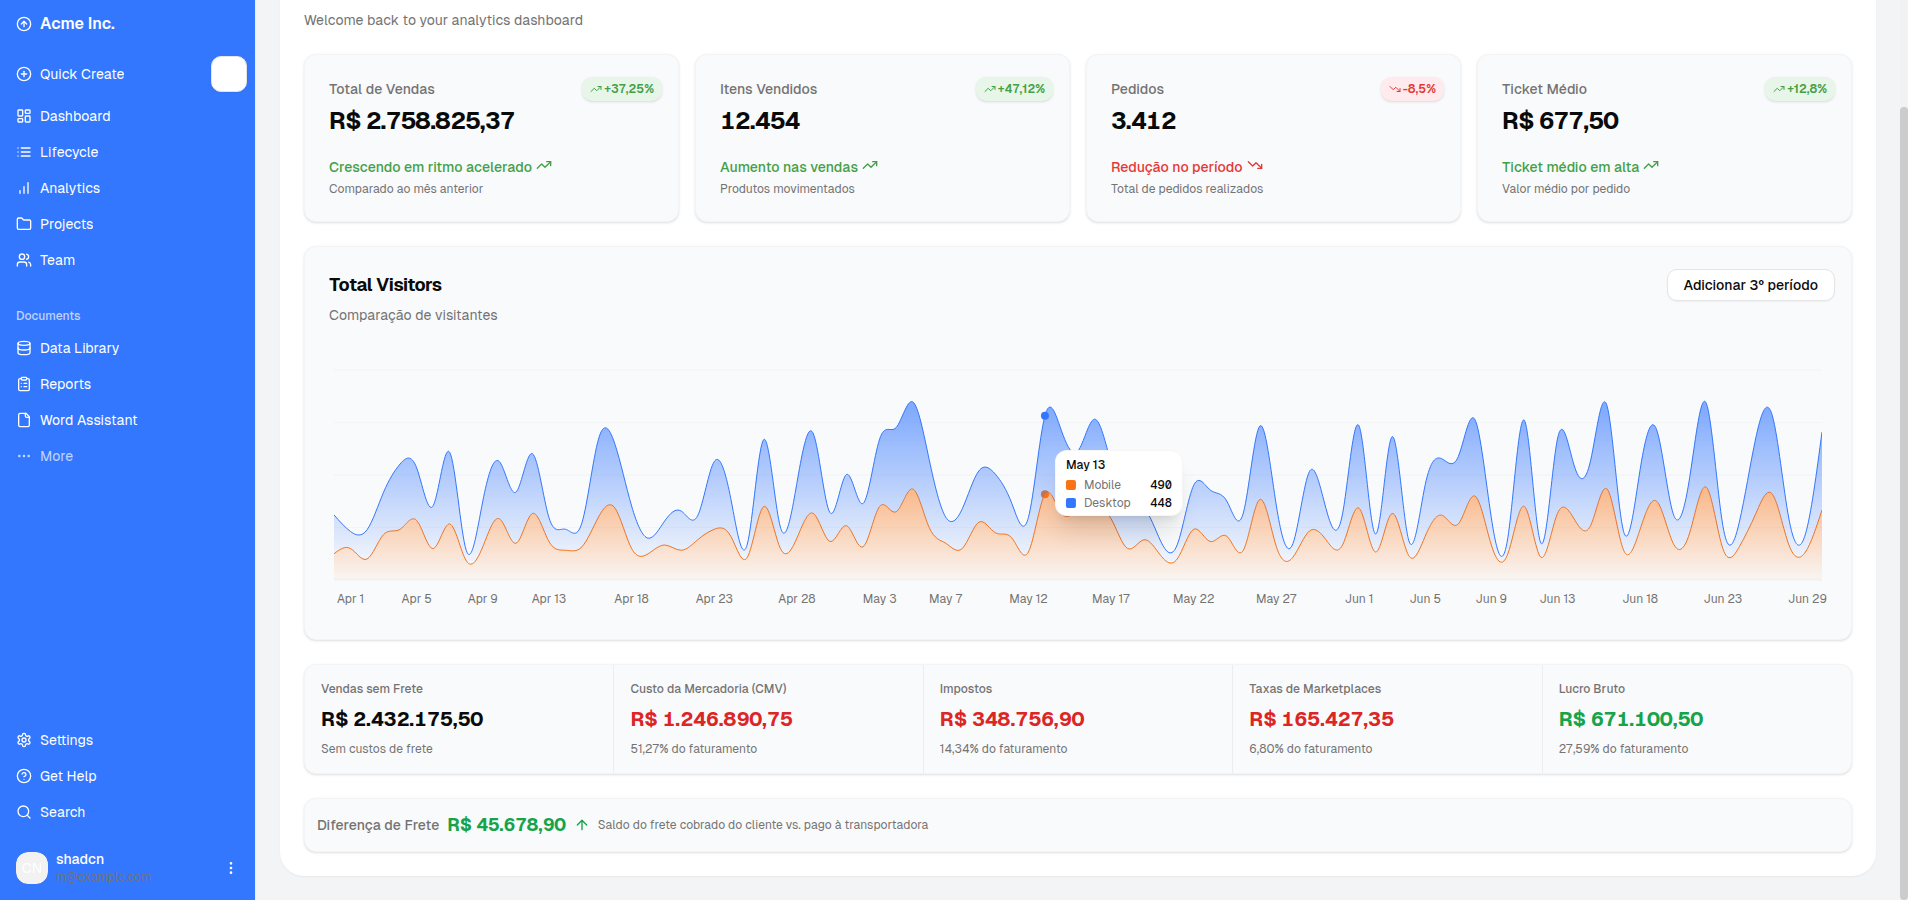 Acme Inc.
Quick Create
Dashboard
Lifecycle
Analytics
Projects
Team
Documents
Data Library
Reports
Word Assistant
More
Settings
Get Help
Search
CN
shadcn
m@example.com
Welcome back to your analytics dashboard
Total de Vendas
+37,25%
R$ 2.758.825,37
Crescendo em ritmo acelerado
Comparado ao mês anterior
Itens Vendidos
+47,12%
12.454
Aumento nas vendas
Produtos movimentados
Pedidos
-8,5%
3.412
Redução no período
Total de pedidos realizados
Ticket Médio
+12,8%
R$ 677,50
Ticket médio em alta
Valor médio por pedido
Total Visitors
Comparação de visitantes
Adicionar 3º período
May 13
Mobile 490
Desktop 448
Apr 1 Apr 5 Apr 9 Apr 13 Apr 18 Apr 23 Apr 28 May 3 May 7 May 12 May 17 May 22 May 27 Jun 1 Jun 5 Jun 9 Jun 13 Jun 18 Jun 23 Jun 29
Vendas sem Frete
R$ 2.432.175,50
Sem custos de frete
Custo da Mercadoria (CMV)
R$ 1.246.890,75
51,27% do faturamento
Impostos
R$ 348.756,90
14,34% do faturamento
Taxas de Marketplaces
R$ 165.427,35
6,80% do faturamento
Lucro Bruto
R$ 671.100,50
27,59% do faturamento
Diferença de Frete R$ 45.678,90 Saldo do frete cobrado do cliente vs. pago à transportadora